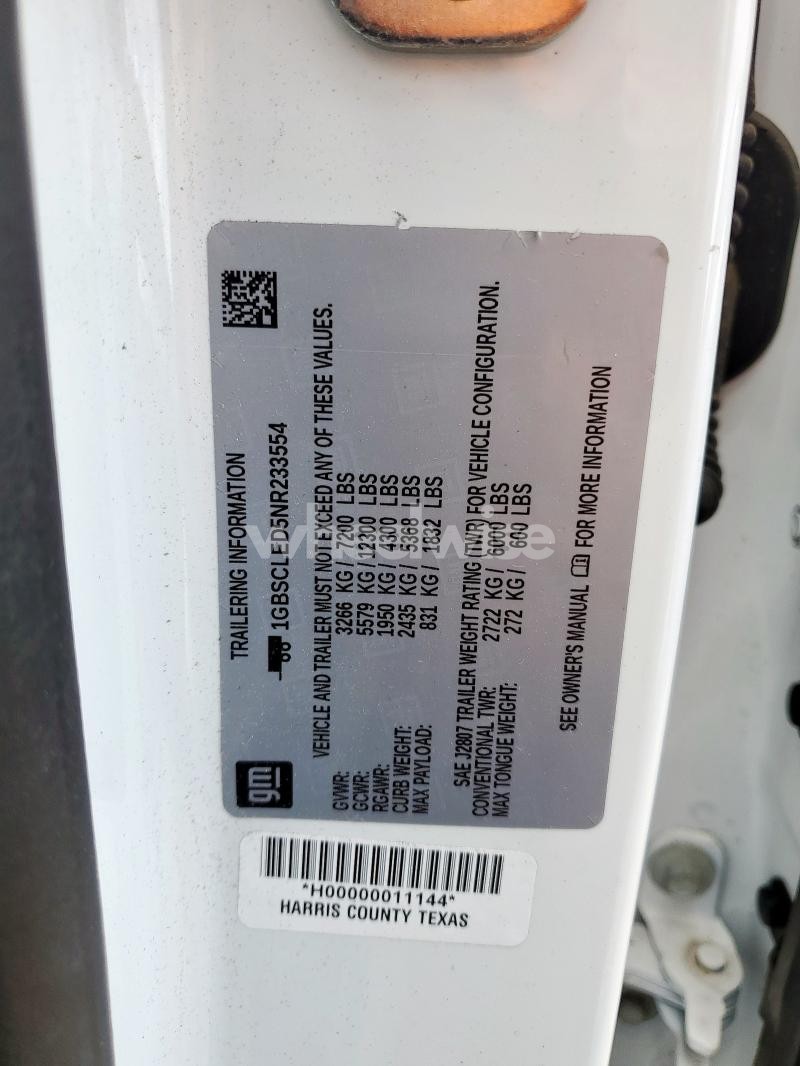 TRAILERING INFORMATION
1GBSCLED5NR233554
gm
VEHICLE AND TRAILER MUST NOT EXCEED ANY OF THESE VALUES.
GVWR: 3266 KG / 7200 LBS
GCWR: 5579 KG / 12300 LBS
RGAWR: 1950 KG / 4300 LBS
CURB WEIGHT: 2435 KG / 5368 LBS
MAX PAYLOAD: 831 KG / 1832 LBS
SAE J2807 TRAILER WEIGHT RATING (TWR) FOR VEHICLE CONFIGURATION.
CONVENTIONAL TWR: 2722 KG / 6000 LBS
MAX TONGUE WEIGHT: 272 KG / 600 LBS
SEE OWNER'S MANUAL FOR MORE INFORMATION
*H00000011144*
HARRIS COUNTY TEXAS